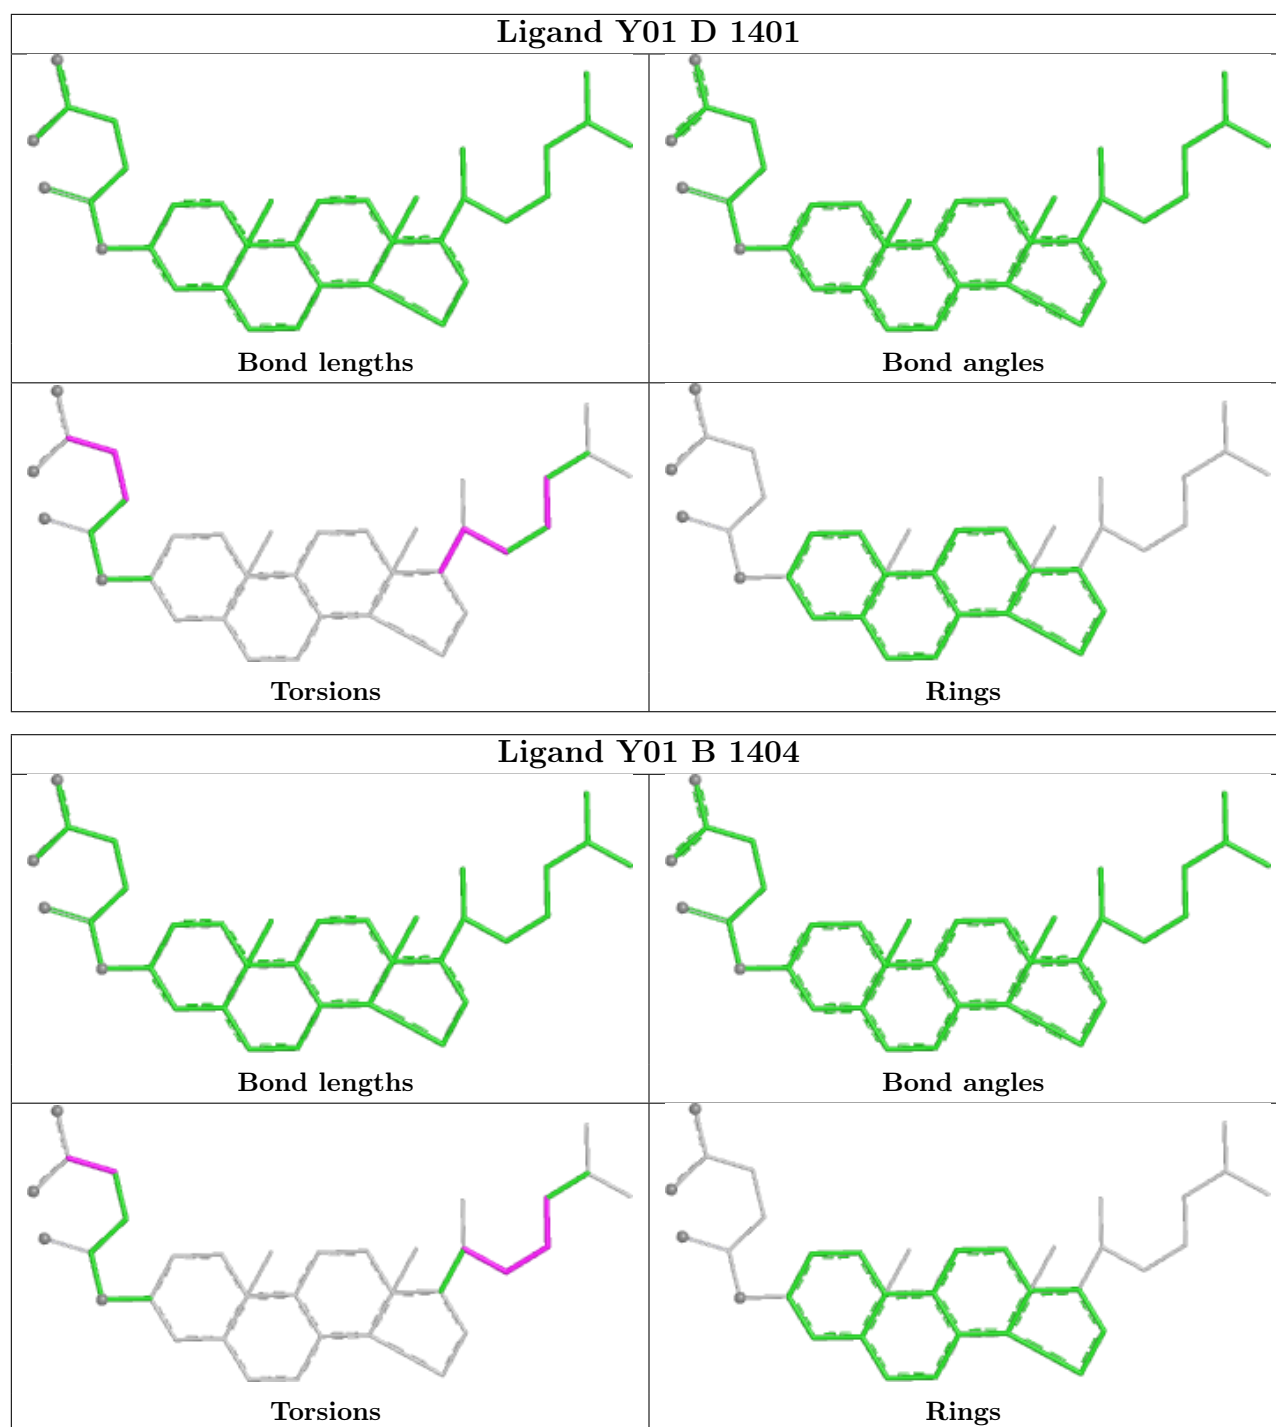 Ligand Y01 D 1401
Bond lengths
Bond angles
Torsions
Rings
Ligand Y01 B 1404
Bond lengths
Bond angles
Torsions
Rings